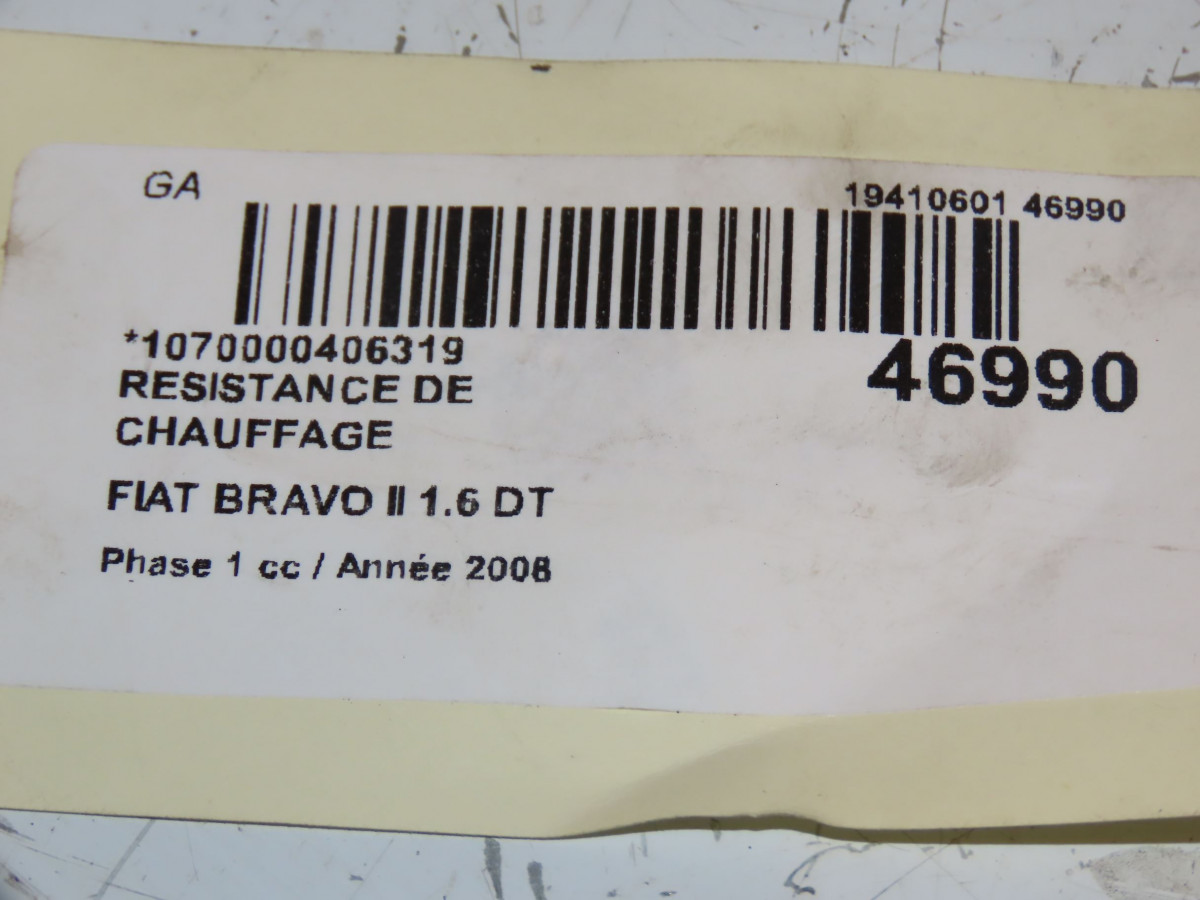 GA
19410601 46990
*1070000406319
46990
RESISTANCE DE
CHAUFFAGE
FIAT BRAVO II 1.6 DT
Phase 1 cc / Année 2008